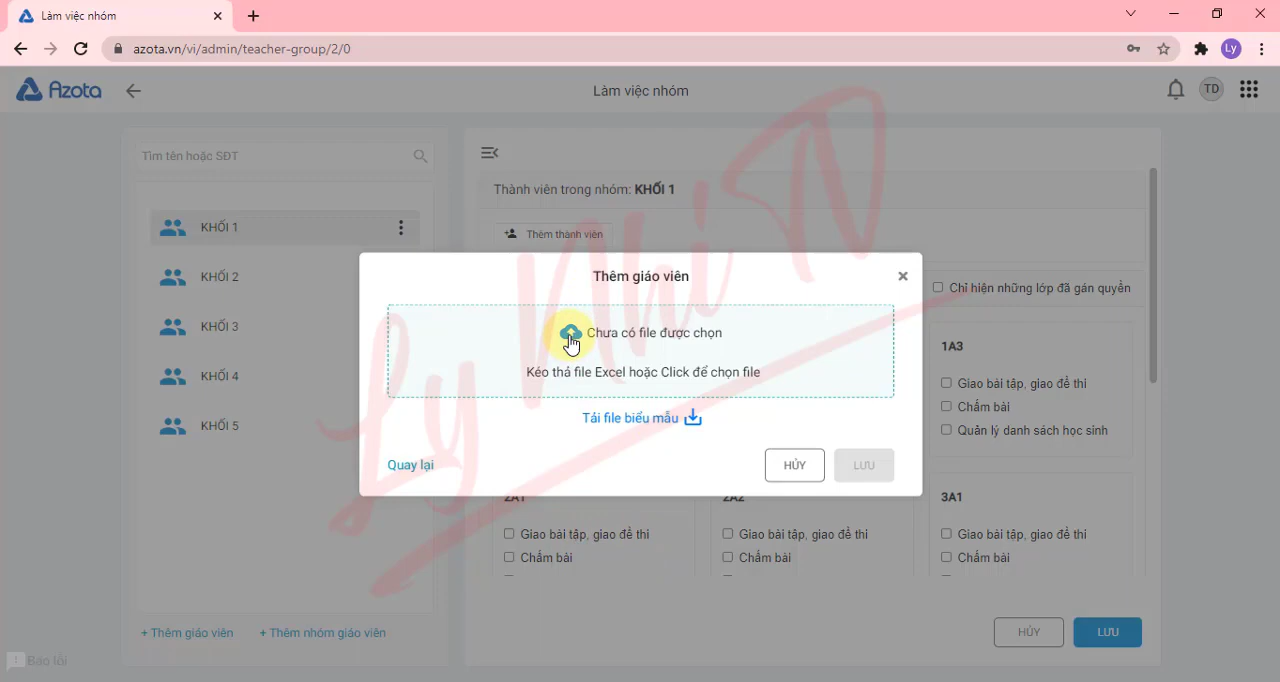 Làm việc nhóm
azota.vn/vi/admin/teacher-group/2/0
Ly
Azota
Làm việc nhóm
TD
Tìm tên hoặc SĐT
Thành viên trong nhóm: KHỐI 1
KHỐI 1
Thêm thành viên
KHỐI 2
KHỐI 3
KHỐI 4
KHỐI 5
Chỉ hiện những lớp đã gán quyền
Thêm giáo viên
Chưa có file được chọn
Kéo thả file Excel hoặc Click để chọn file
Tải file biểu mẫu
Quay lại
HỦY
LƯU
1A3
Giao bài tập, giao đề thi
Chấm bài
Quản lý danh sách học sinh
2A1
2A2
3A1
Giao bài tập, giao đề thi
Giao bài tập, giao đề thi
Giao bài tập, giao đề thi
Chấm bài
Chấm bài
Chấm bài
+ Thêm giáo viên
+ Thêm nhóm giáo viên
HỦY
LƯU
Báo lỗi
Ly Nhi TV